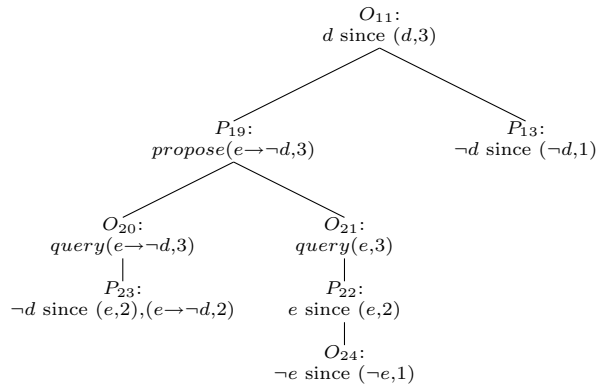 O₁₁:
d since (d,3)
P₁₉:
propose(e→¬d,3)
P₁₃:
¬d since (¬d,1)
O₂₀:
query(e→¬d,3)
O₂₁:
query(e,3)
P₂₃:
¬d since (e,2),(e→¬d,2)
P₂₂:
e since (e,2)
O₂₄:
¬e since (¬e,1)